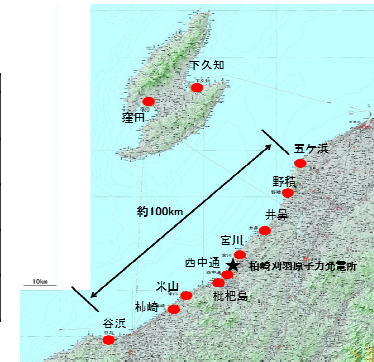 下久知
窪田
五ケ浜
野積
約100km
井鼻
宮川
西中通
柏崎刈羽原子力発電所
10km
米山
枇杷島
杣崎
谷浜